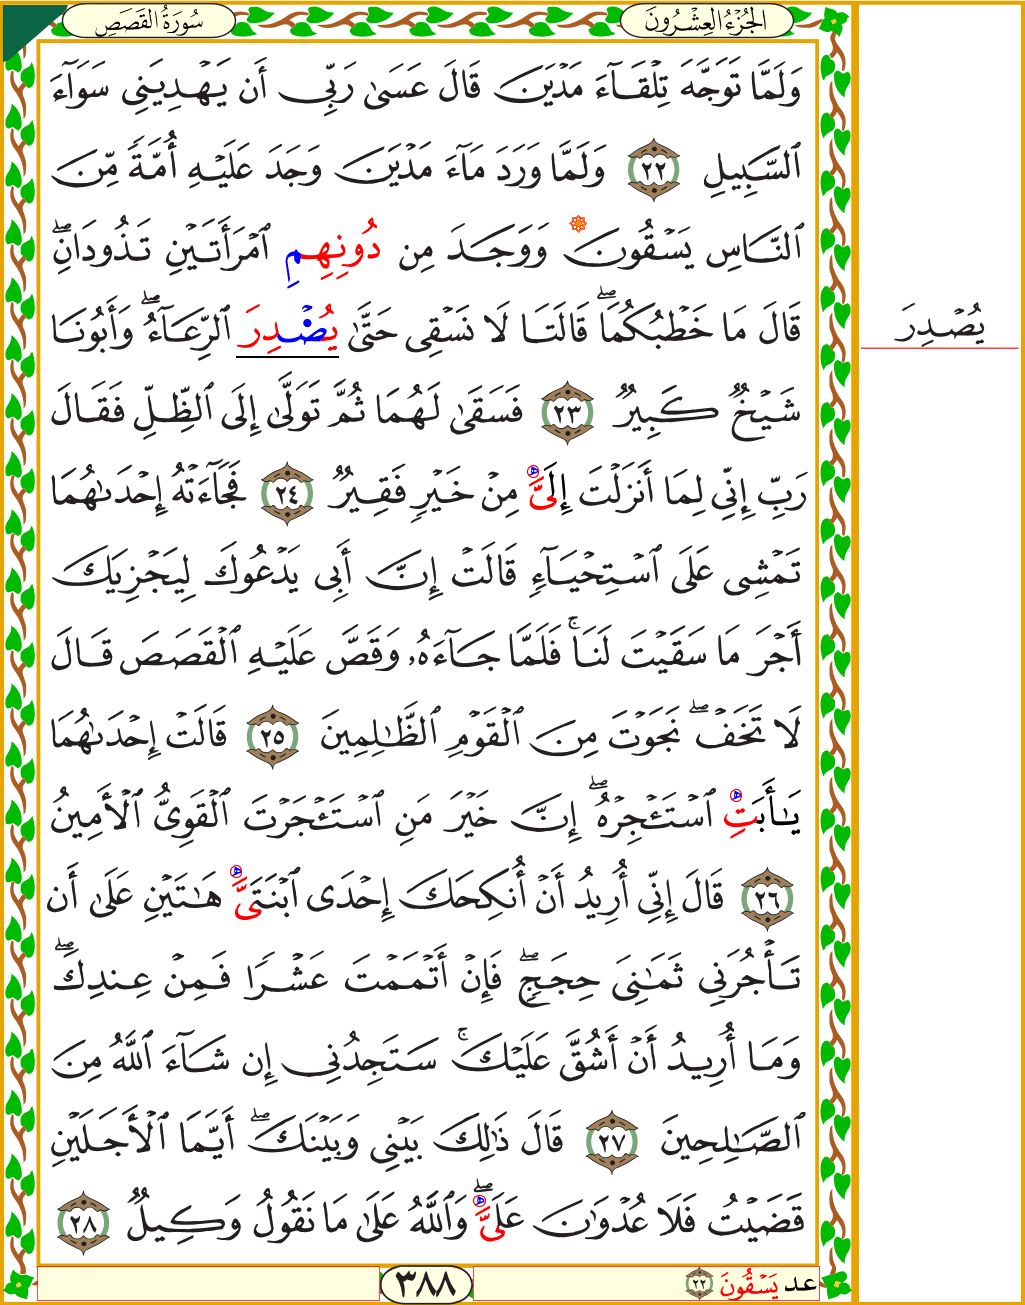 سُورَةُ القَصَصِ
الجُزْءُ العِشْرُونَ
وَلَمَّا تَوَجَّهَ تِلْقَآءَ مَدْيَنَ قَالَ عَسَىٰ رَبِّى أَن يَهْدِيَنِى سَوَآءَ
ٱلسَّبِيلِ ٢٢ وَلَمَّا وَرَدَ مَآءَ مَدْيَنَ وَجَدَ عَلَيْهِ أُمَّةً مِّنَ
ٱلنَّاسِ يَسْقُونَ وَوَجَدَ مِن دُونِهِمِ ٱمْرَأَتَيْنِ تَذُودَانِۖ
قَالَ مَا خَطْبُكُمَاۖ قَالَتَا لَا نَسْقِى حَتَّىٰ يُصْدِرَ ٱلرِّعَآءُۖ وَأَبُونَا
يُصْدِرَ
شَيْخٌ كَبِيرٌ ٢٣ فَسَقَىٰ لَهُمَا ثُمَّ تَوَلَّىٰٓ إِلَى ٱلظِّلِّ فَقَالَ
رَبِّ إِنِّى لِمَآ أَنزَلْتَ إِلَىَّ مِنْ خَيْرٍ فَقِيرٌ ٢٤ فَجَآءَتْهُ إِحْدَىٰهُمَا
تَمْشِى عَلَى ٱسْتِحْيَآءٍ قَالَتْ إِنَّ أَبِى يَدْعُوكَ لِيَجْزِيَكَ
أَجْرَ مَا سَقَيْتَ لَنَاۚ فَلَمَّا جَآءَهُۥ وَقَصَّ عَلَيْهِ ٱلْقَصَصَ قَالَ
لَا تَخَفْۖ نَجَوْتَ مِنَ ٱلْقَوْمِ ٱلظَّٰلِمِينَ ٢٥ قَالَتْ إِحْدَىٰهُمَا
يَٰٓأَبَتِ ٱسْتَـْٔجِرْهُۖ إِنَّ خَيْرَ مَنِ ٱسْتَـْٔجَرْتَ ٱلْقَوِىُّ ٱلْأَمِينُ
٢٦ قَالَ إِنِّىٓ أُرِيدُ أَنْ أُنكِحَكَ إِحْدَى ٱبْنَتَىَّ هَٰتَيْنِ عَلَىٰٓ أَن
تَأْجُرَنِى ثَمَٰنِىَ حِجَجٍۖ فَإِنْ أَتْمَمْتَ عَشْرًا فَمِنْ عِندِكَۖ
وَمَآ أُرِيدُ أَنْ أَشُقَّ عَلَيْكَۚ سَتَجِدُنِىٓ إِن شَآءَ ٱللَّهُ مِنَ
ٱلصَّٰلِحِينَ ٢٧ قَالَ ذَٰلِكَ بَيْنِى وَبَيْنَكَۖ أَيَّمَا ٱلْأَجَلَيْنِ
قَضَيْتُ فَلَا عُدْوَٰنَ عَلَىَّۖ وَٱللَّهُ عَلَىٰ مَا نَقُولُ وَكِيلٌ ٢٨
عد يَسْقُونَ ٢٢
٣٨٨